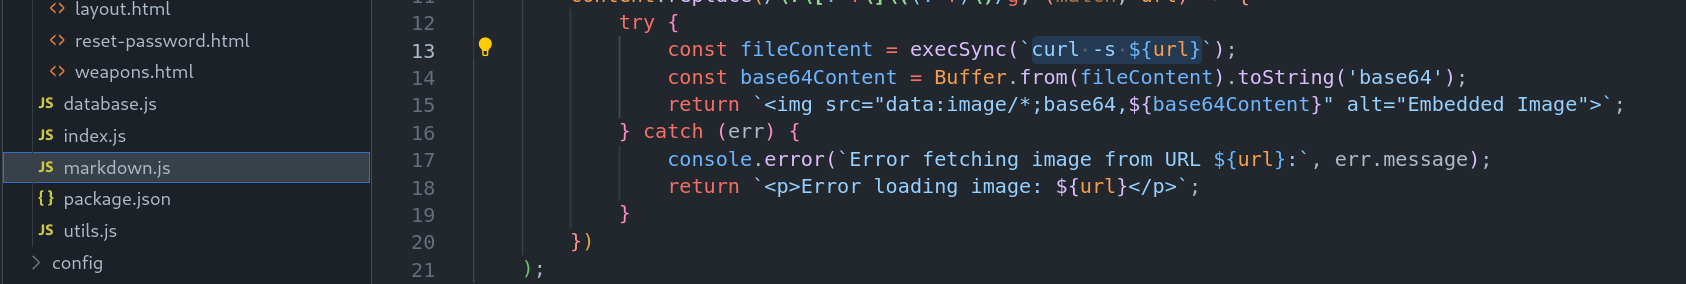 layout.html
reset-password.html
weapons.html
JS database.js
JS index.js
JS markdown.js
{} package.json
JS utils.js
config
12 try {
13 const fileContent = execSync(`curl -s ${url}`);
14 const base64Content = Buffer.from(fileContent).toString('base64');
15 return `<img src="data:image/*;base64,${base64Content}" alt="Embedded Image">`;
16 } catch (err) {
17 console.error(`Error fetching image from URL ${url}:`, err.message);
18 return `<p>Error loading image: ${url}</p>`;
19 }
20 })
21 );